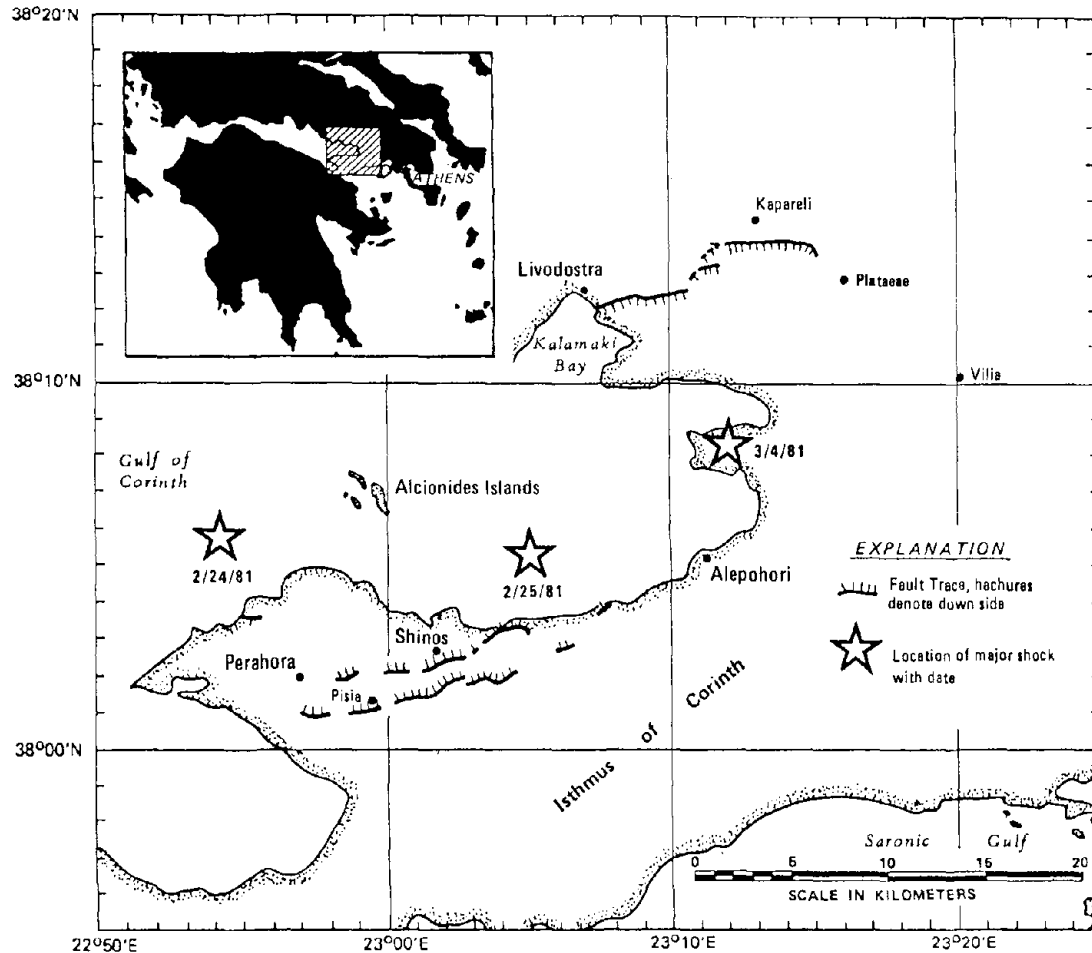 38°20'N
ATHENS
Kapareli
Livodostra
Plataeae
Kalamaki
Bay
38°10'N
Vilia
3/4/81
Gulf of
Corinth
Alcionides Islands
2/24/81
2/25/81
Alepohori
EXPLANATION
Fault Trace, hachures
denote down side
Location of major shock
with date
Shinos
Perahora
Pisia
38°00'N
Isthmus of Corinth
Saronic Gulf
0 5 10 15 20
SCALE IN KILOMETERS
22°50'E 23°00'E 23°10'E 23°20'E